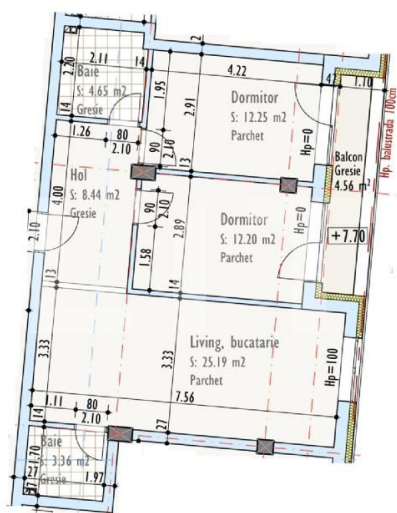 2
2.11
14
2.20
Baie
S: 4.65 m2
Gresie
14
4.22
47
1.10
1.95
2.91
Dormitor
S: 12.25 m2
Parchet
Hp=0
Hp. balustrada 100cm
1.26
80
2.10
90
2.10
13
Balcon
Gresie
4.56 m²
Hol
S: 8.44 m2
Gresie
4.00
90
2.10
2.89
Dormitor
S: 12.20 m2
Parchet
Hp=0
+7.70
2.10
1.58
13
14
3.33
3.33
Living, bucatarie
S: 25.19 m2
Parchet
Hp=100
7.56
1.11
80
2.10
14
27
Baie
S: 3.36 m2
Gresie
1.70
27
1.97
27